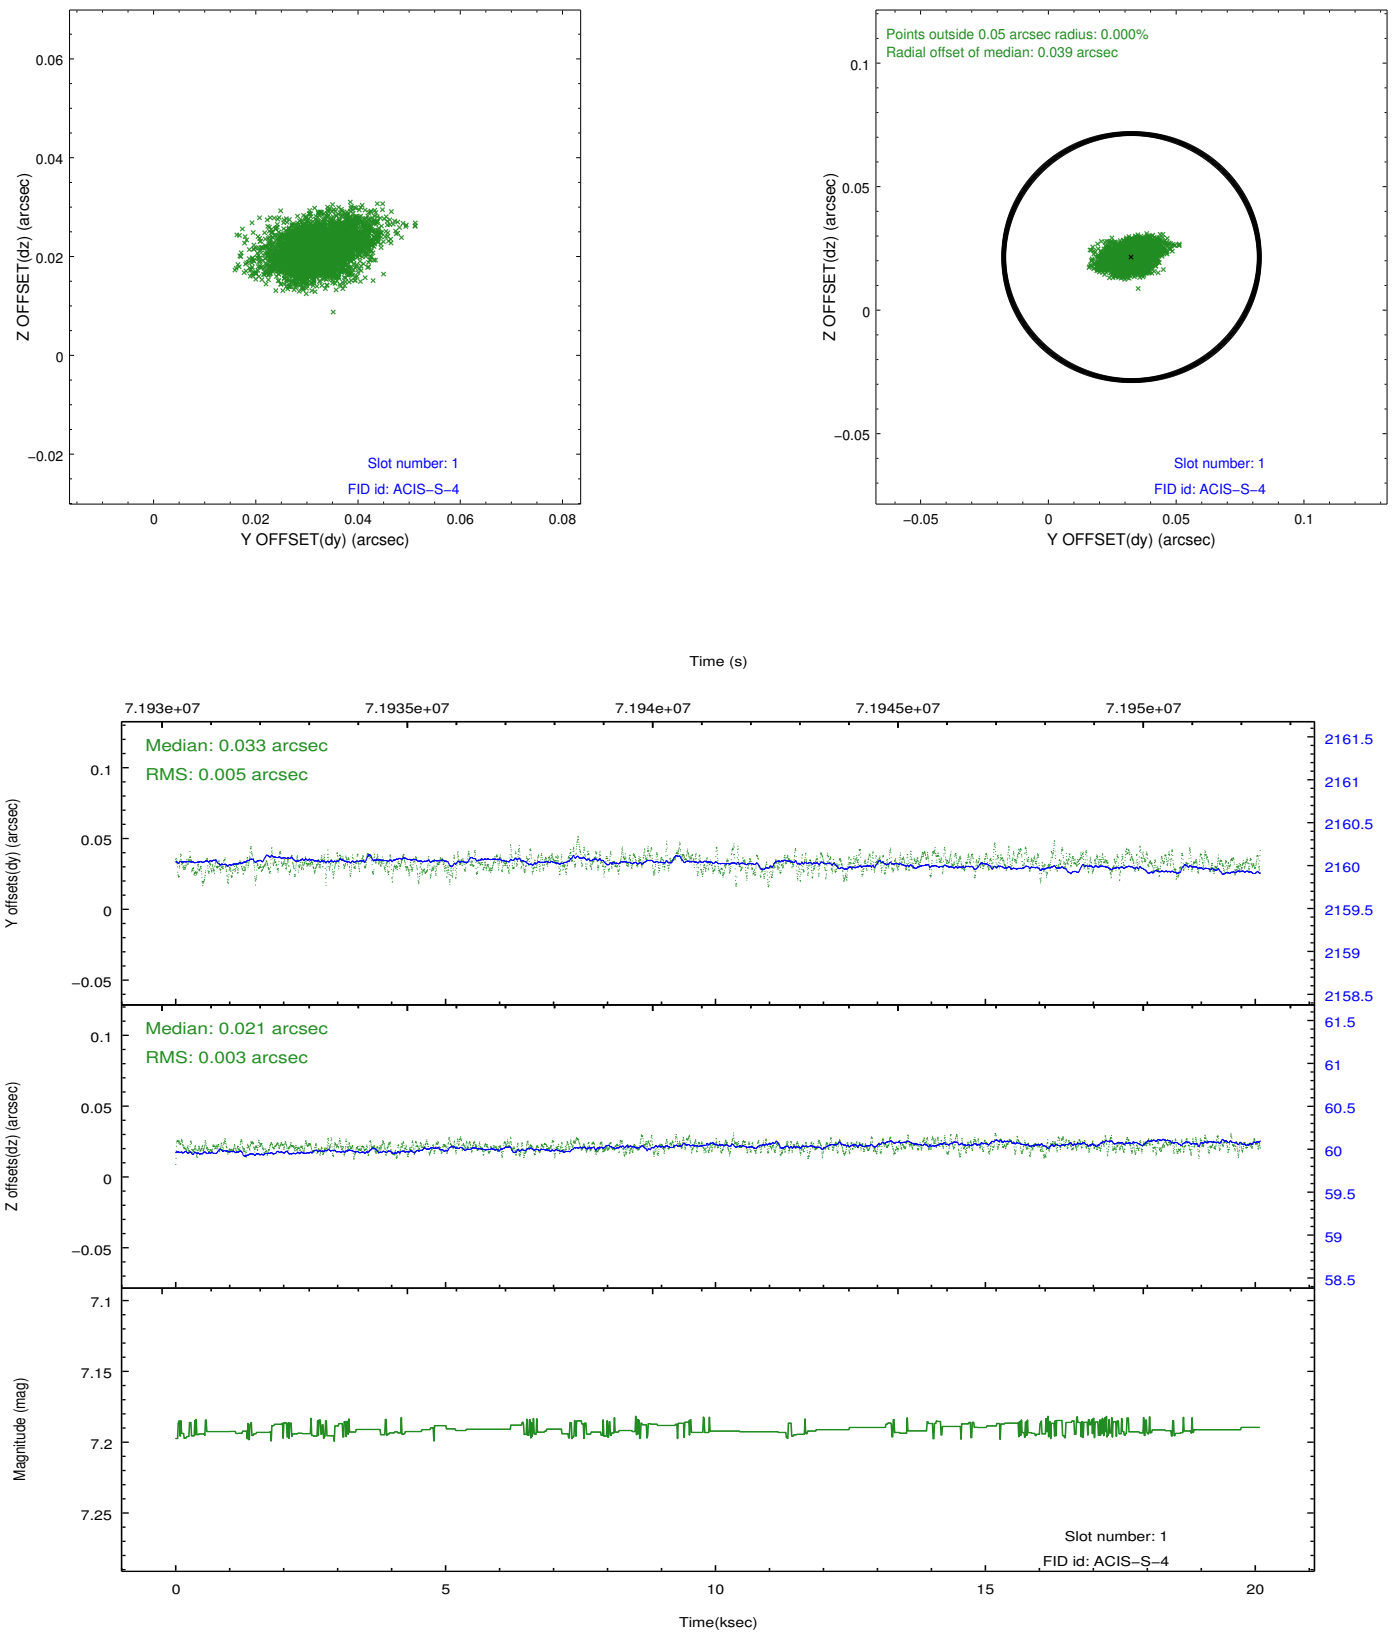 0.06
0.04
0.02
0
−0.02
Z OFFSET(dz) (arcsec)
Slot number: 1
FID id: ACIS−S−4
0 0.02 0.04 0.06 0.08
Y OFFSET(dy) (arcsec)
Points outside 0.05 arcsec radius: 0.000%
Radial offset of median: 0.039 arcsec
0.1
0.05
0
−0.05
Z OFFSET(dz) (arcsec)
Slot number: 1
FID id: ACIS−S−4
−0.05 0 0.05 0.1
Y OFFSET(dy) (arcsec)
Time (s)
7.193e+07 7.1935e+07 7.194e+07 7.1945e+07 7.195e+07
Median: 0.033 arcsec
RMS: 0.005 arcsec
0.1
0.05
0
−0.05
Y offsets(dy) (arcsec)
2161.5
2161
2160.5
2160
2159.5
2159
2158.5
Median: 0.021 arcsec
RMS: 0.003 arcsec
0.1
0.05
0
−0.05
Z offsets(dz) (arcsec)
61.5
61
60.5
60
59.5
59
58.5
7.1
7.15
7.2
7.25
Magnitude (mag)
Slot number: 1
FID id: ACIS−S−4
0 5 10 15 20
Time(ksec)